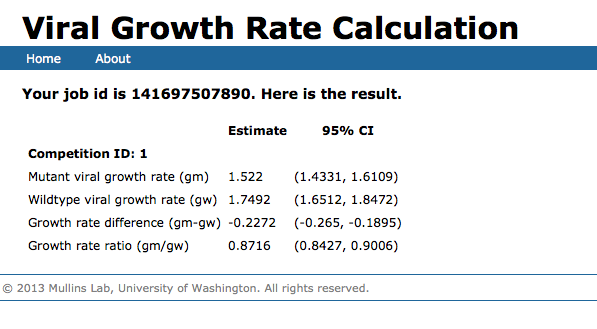 Viral Growth Rate Calculation
Home About
Your job id is 141697507890. Here is the result.
Estimate 95% CI
Competition ID: 1
Mutant viral growth rate (gm) 1.522 (1.4331, 1.6109)
Wildtype viral growth rate (gw) 1.7492 (1.6512, 1.8472)
Growth rate difference (gm-gw) -0.2272 (-0.265, -0.1895)
Growth rate ratio (gm/gw) 0.8716 (0.8427, 0.9006)
© 2013 Mullins Lab, University of Washington. All rights reserved.